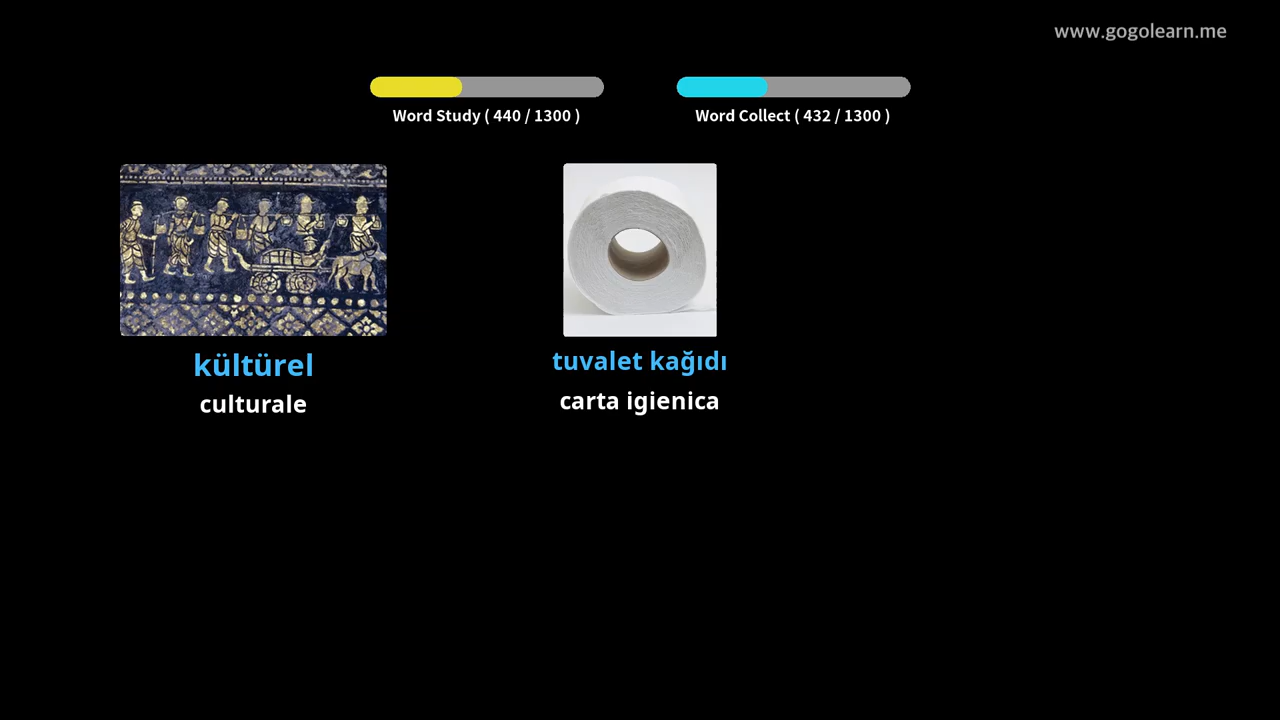 www.gogolearn.me
Word Study ( 440 / 1300 )
Word Collect ( 432 / 1300 )
kültürel
culturale
tuvalet kağıdı
carta igienica